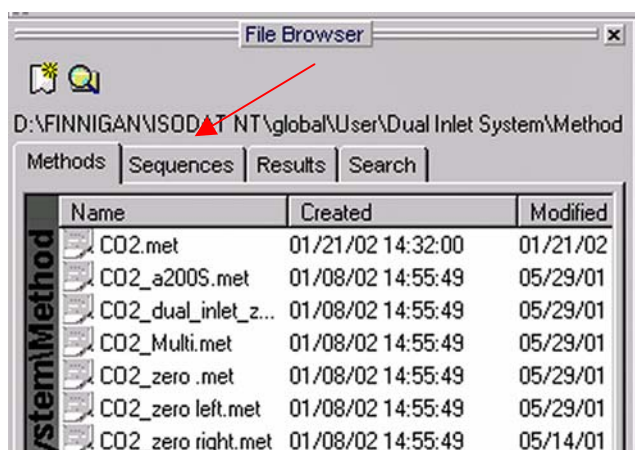 File Browser
D:\FINNIGAN\ISODAT NT\global\User\Dual Inlet System\Method
Methods Sequences Results Search
Name Created Modified
CO2.met 01/21/02 14:32:00 01/21/02
CO2_a200S.met 01/08/02 14:55:49 05/29/01
CO2_dual_inlet_z... 01/08/02 14:55:49 05/29/01
CO2_Multi.met 01/08/02 14:55:49 05/29/01
CO2_zero .met 01/08/02 14:55:49 05/29/01
CO2_zero left.met 01/08/02 14:55:49 05/29/01
CO2_zero right.met 01/08/02 14:55:49 05/14/01
ystem\Method